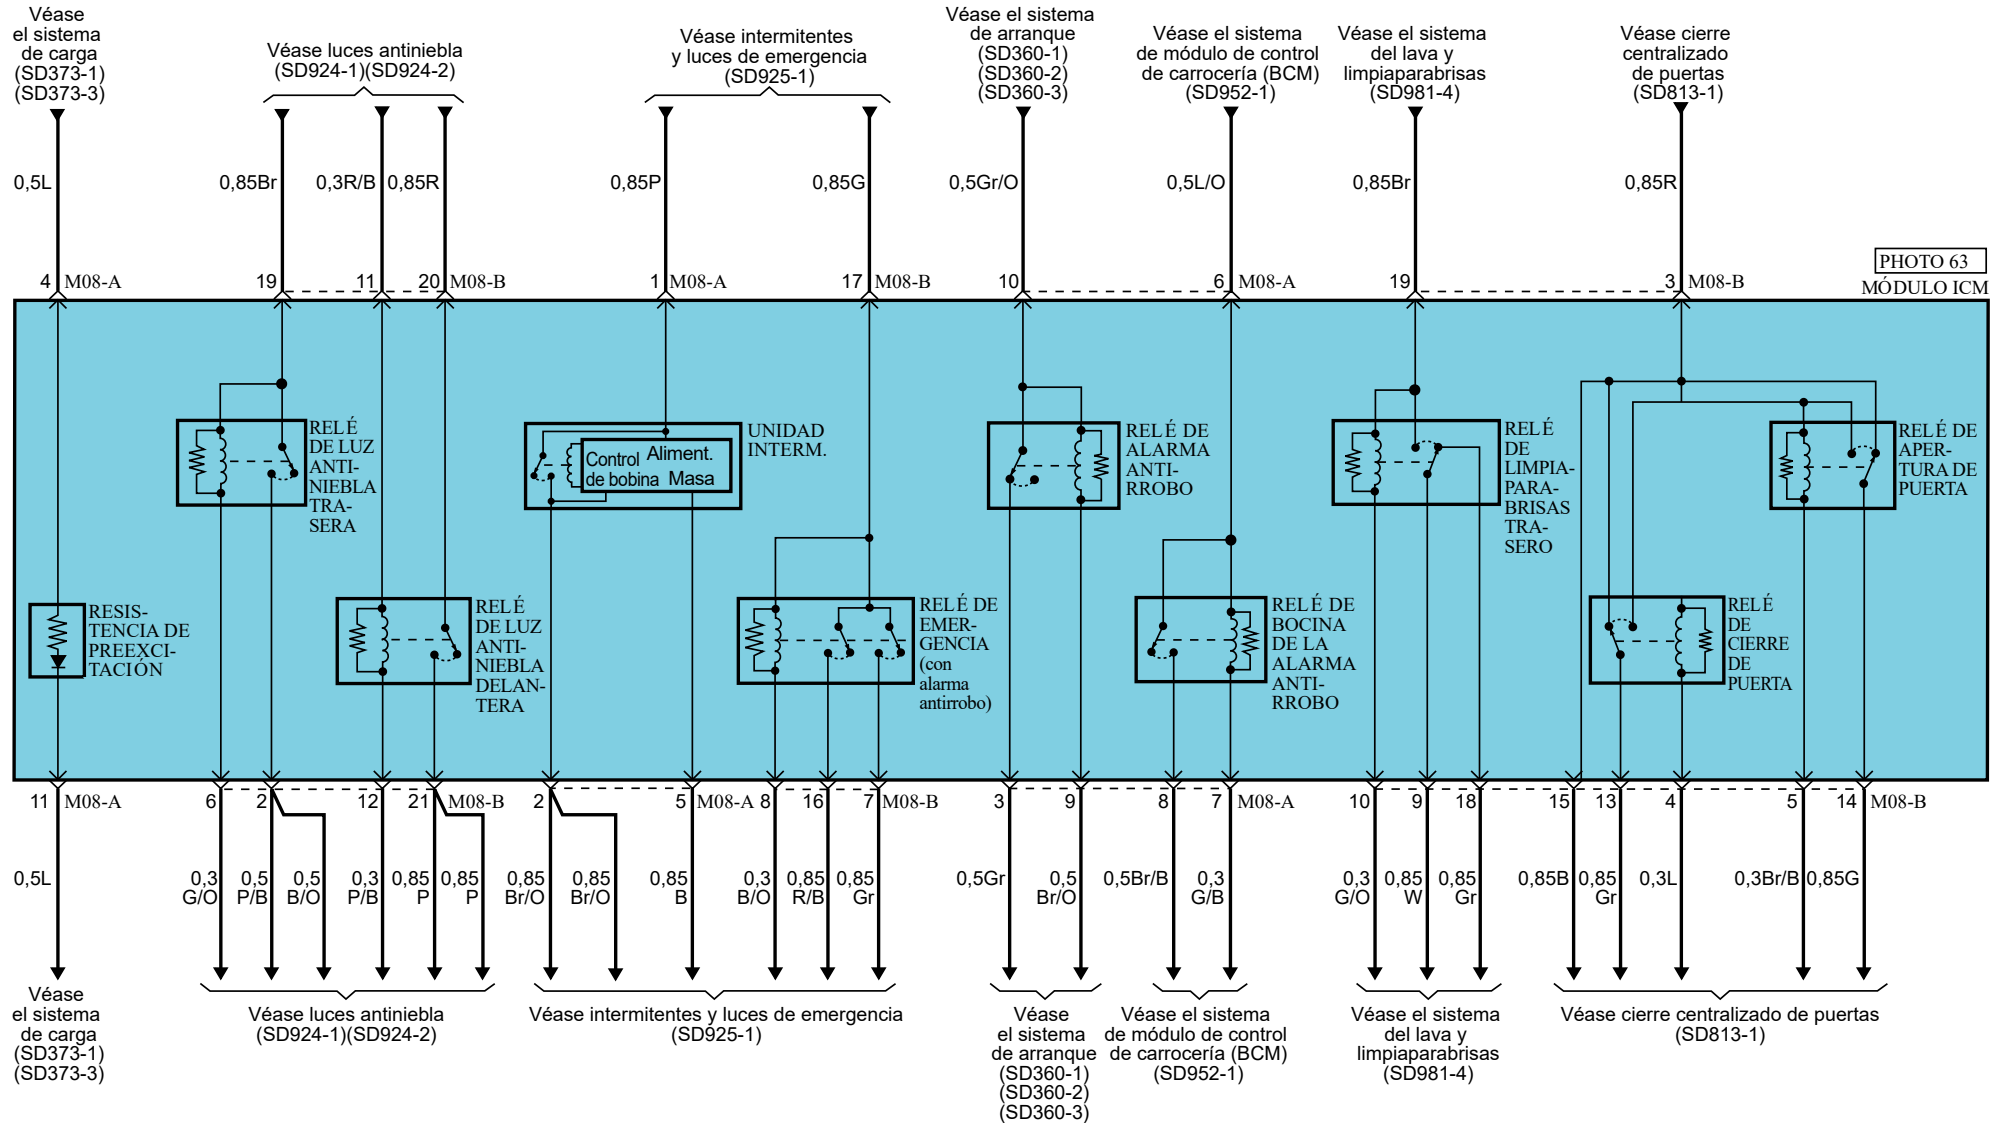 Véase
el sistema
de carga
(SD373-1)
(SD373-3)
Véase luces antiniebla
(SD924-1)(SD924-2)
Véase intermitentes
y luces de emergencia
(SD925-1)
Véase el sistema
de arranque
(SD360-1)
(SD360-2)
(SD360-3)
Véase el sistema
de módulo de control
de carrocería (BCM)
(SD952-1)
Véase el sistema
del lava y
limpiaparabrisas
(SD981-4)
Véase cierre
centralizado
de puertas
(SD813-1)
0,5L
0,85Br
0,3R/B
0,85R
0,85P
0,85G
0,5Gr/O
0,5L/O
0,85Br
0,85R
PHOTO 63
MÓDULO ICM
4 M08-A
19
11
20 M08-B
1 M08-A
17 M08-B
10
6 M08-A
19
3 M08-B
RELÉ
DE LUZ
ANTI-
NIEBLA
TRA-
SERA
UNIDAD
INTERM.
Control
de bobina
Aliment.
Masa
RELÉ DE
ALARMA
ANTI-
RROBO
RELÉ
DE
LIMPIA-
PARA-
BRISAS
TRA-
SERO
RELÉ DE
APER-
TURA DE
PUERTA
RESIS-
TENCIA DE
PREEXCI-
TACIÓN
RELÉ
DE LUZ
ANTI-
NIEBLA
DELAN-
TERA
RELÉ DE
EMER-
GENCIA
(con
alarma
antirrobo)
RELÉ DE
BOCINA
DE LA
ALARMA
ANTI-
RROBO
RELÉ
DE
CIERRE
DE
PUERTA
11 M08-A
6
2
12
21 M08-B
2
5 M08-A
8
16
7 M08-B
3
9
8
7 M08-A
10
9
18
15
13
4
5
14 M08-B
0,5L
0,3
G/O
0,5
P/B
0,5
B/O
0,3
P/B
0,85
P
0,85
P
0,85
Br/O
0,85
Br/O
0,85
B
0,3
B/O
0,85
R/B
0,85
Gr
0,5Gr
0,5
Br/O
0,5Br/B
0,3
G/B
0,3
G/O
0,85
W
0,85
Gr
0,85B
0,85
Gr
0,3L
0,3Br/B
0,85G
Véase
el sistema
de carga
(SD373-1)
(SD373-3)
Véase luces antiniebla
(SD924-1)(SD924-2)
Véase intermitentes y luces de emergencia
(SD925-1)
Véase
el sistema
de arranque
(SD360-1)
(SD360-2)
(SD360-3)
Véase el sistema
de módulo de control
de carrocería (BCM)
(SD952-1)
Véase el sistema
del lava y
limpiaparabrisas
(SD981-4)
Véase cierre centralizado de puertas
(SD813-1)